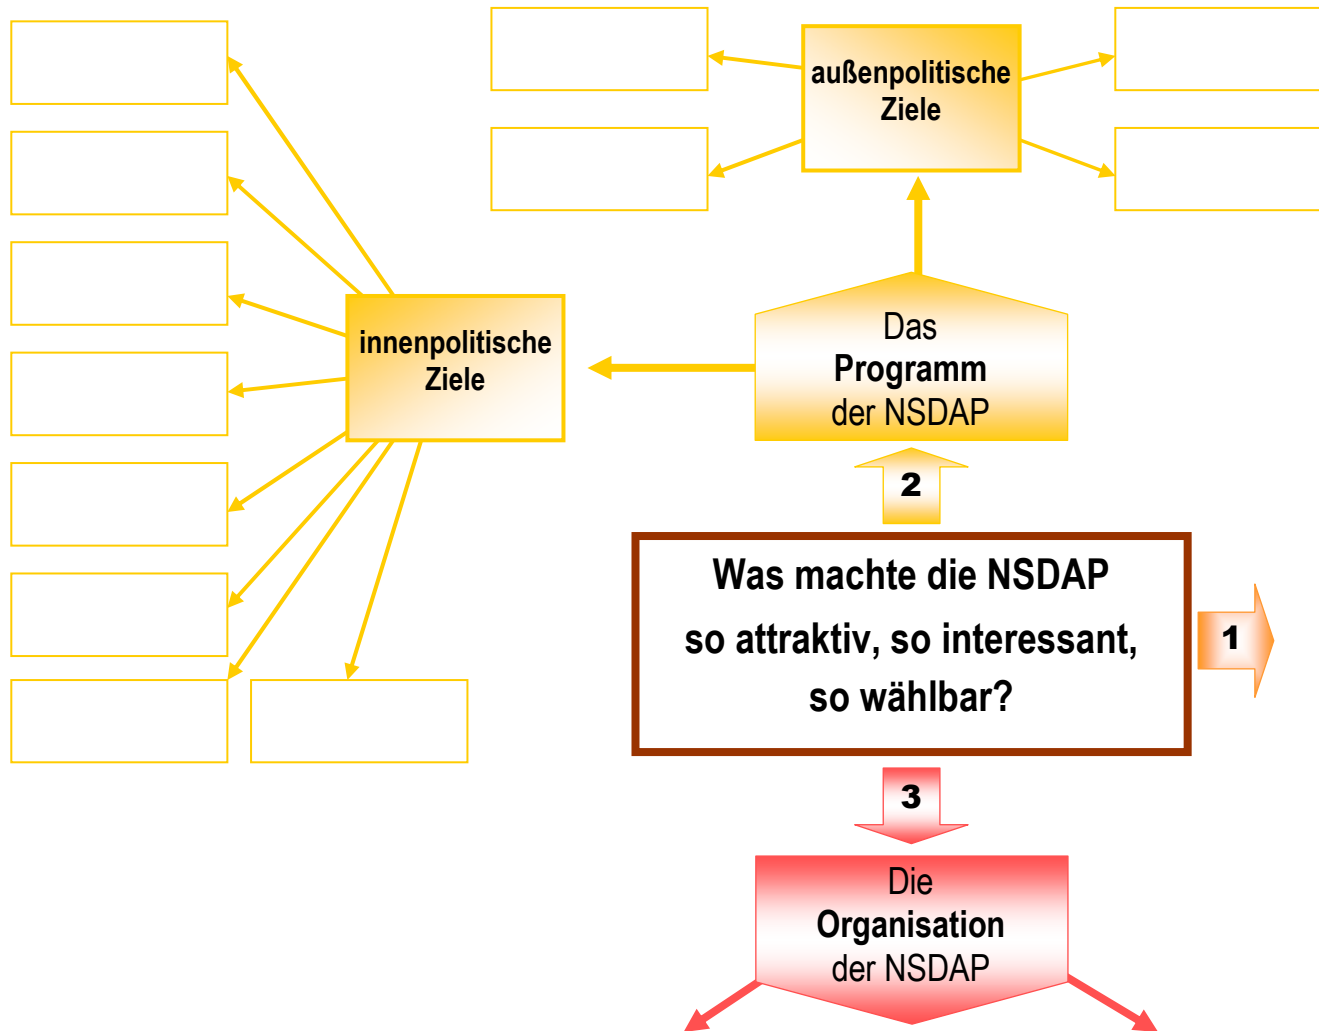 außenpolitische
Ziele
innenpolitische
Ziele
Das
Programm
der NSDAP
2
Was machte die NSDAP
so attraktiv, so interessant,
so wählbar?
1
3
Die
Organisation
der NSDAP